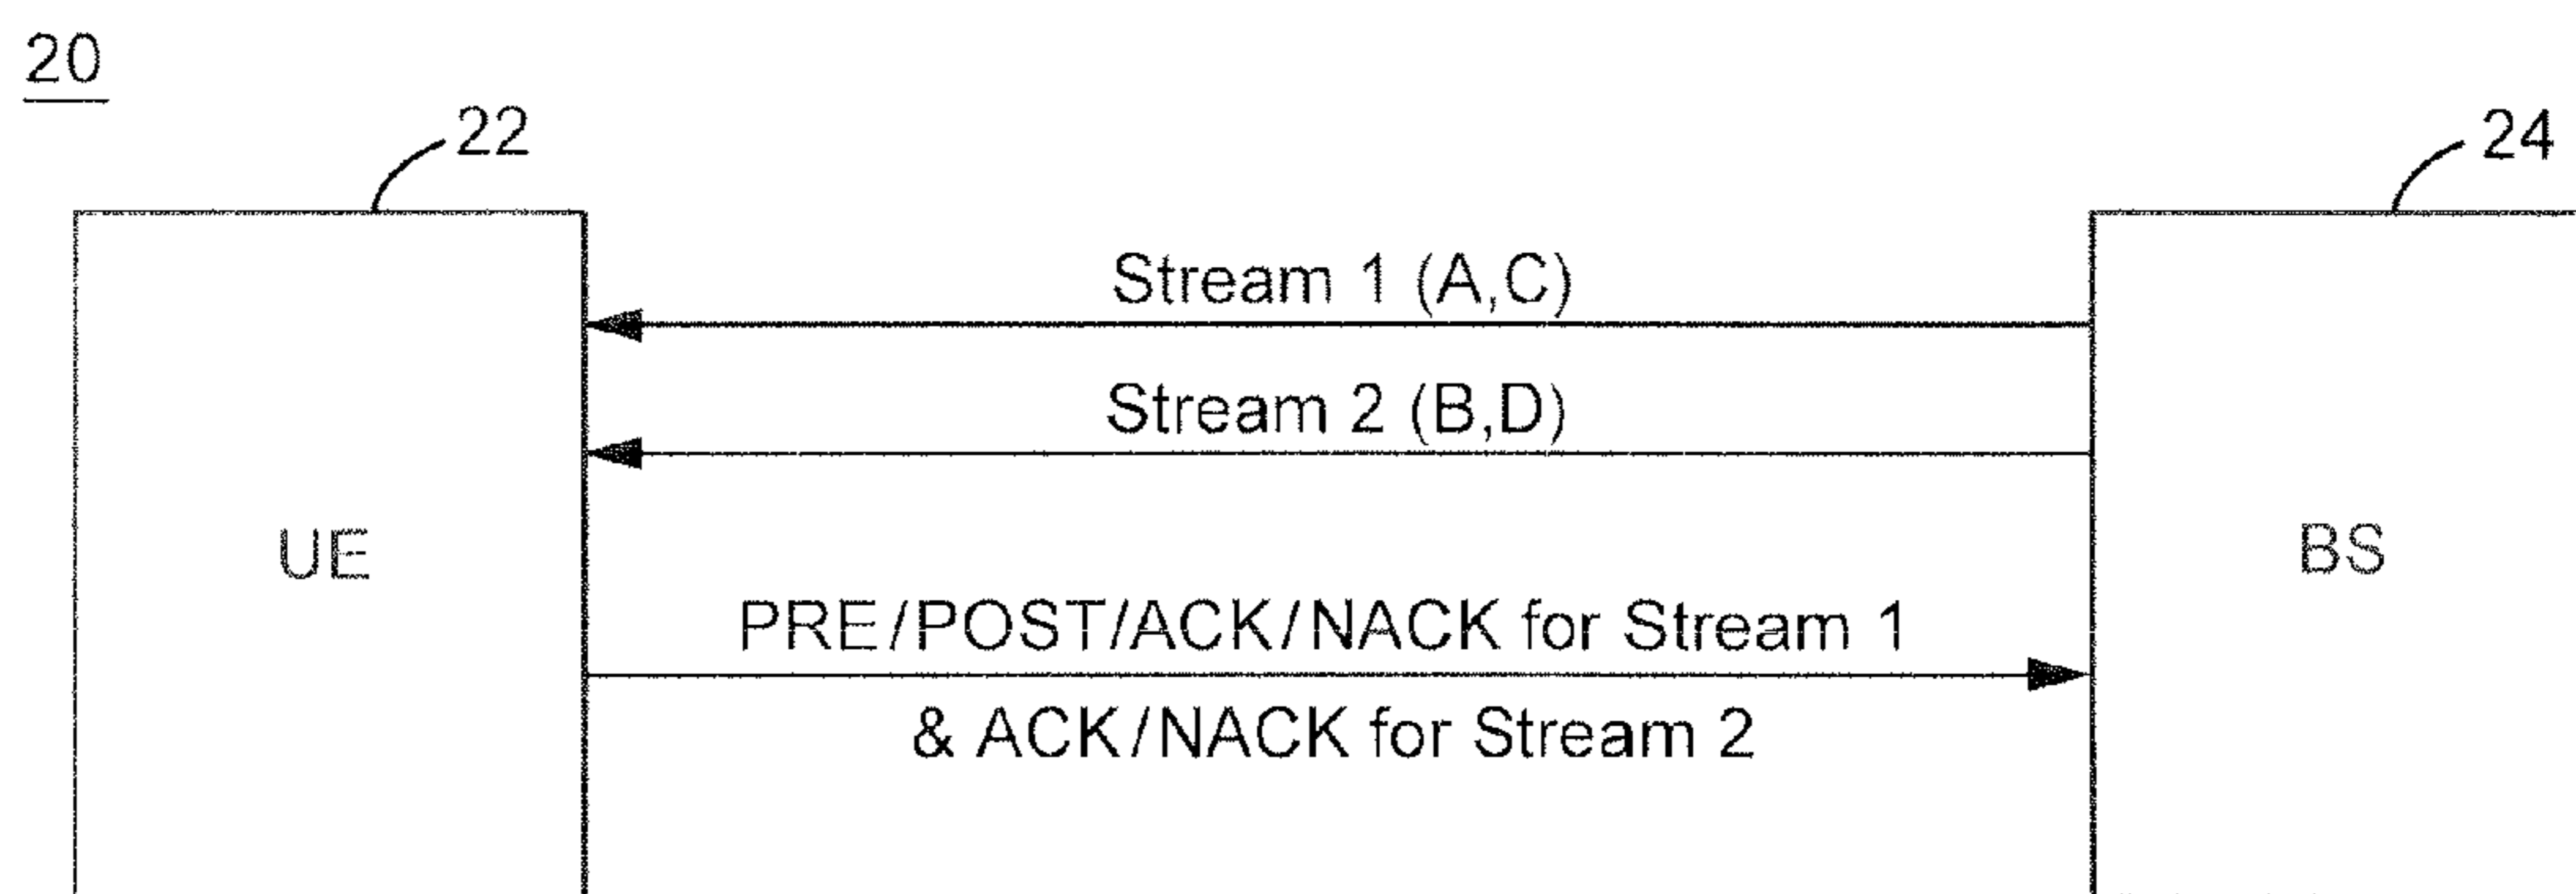 20
22
24
Stream 1 (A,C)
Stream 2 (B,D)
UE
BS
PRE/POST/ACK/NACK for Stream 1
& ACK/NACK for Stream 2